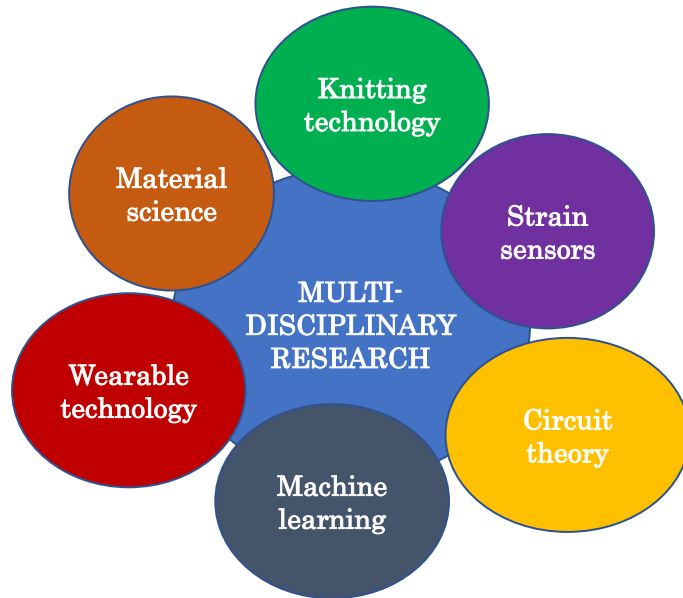 Knitting
technology
Material
science
Strain
sensors
MULTI-
DISCIPLINARY
RESEARCH
Wearable
technology
Circuit
theory
Machine
learning